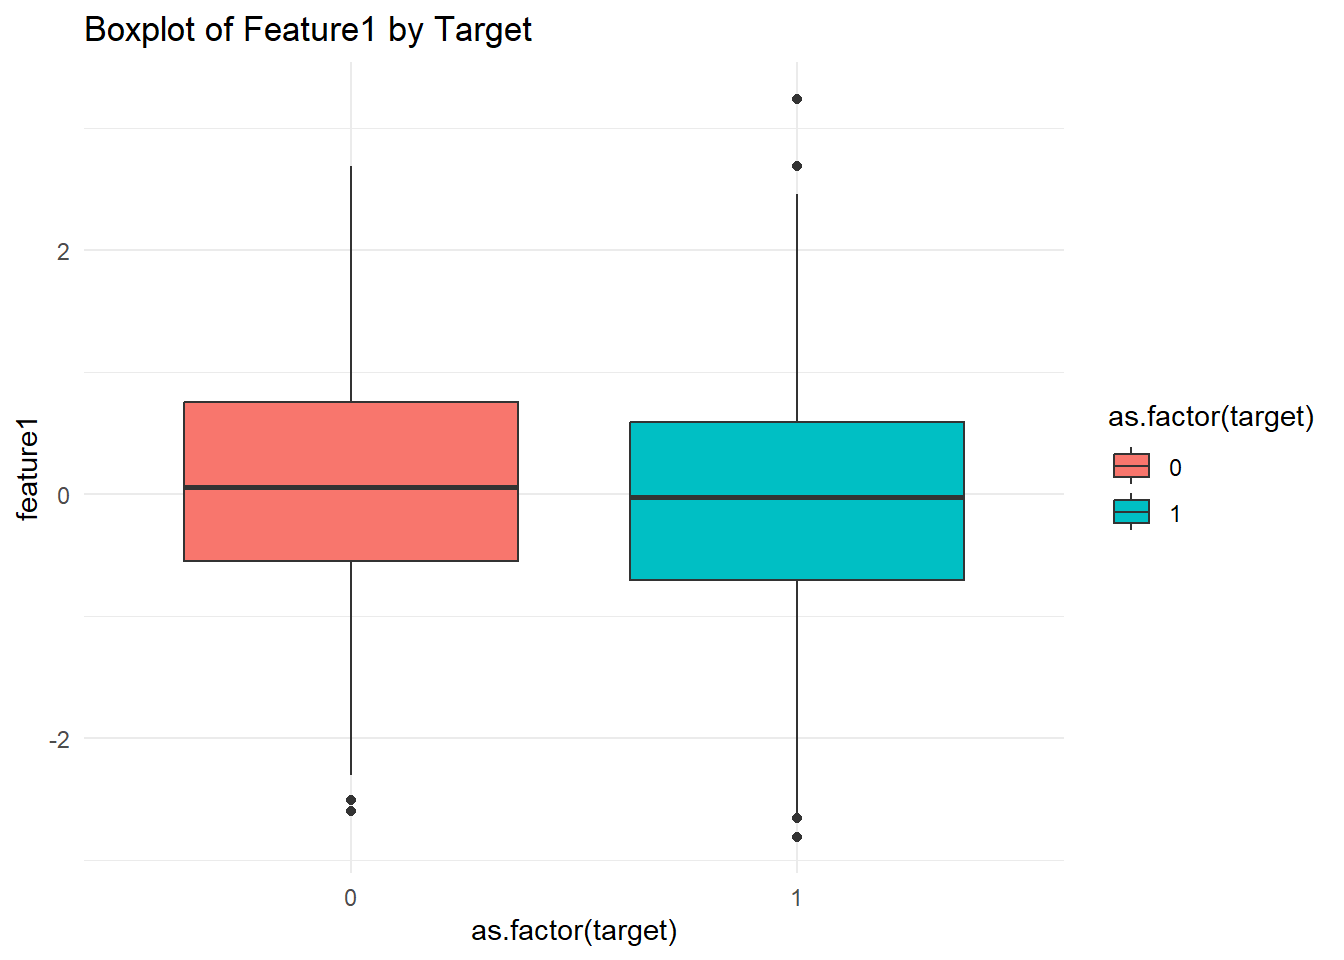 Boxplot of Feature1 by Target
2
0
-2
feature1
0
1
as.factor(target)
as.factor(target)
0
1